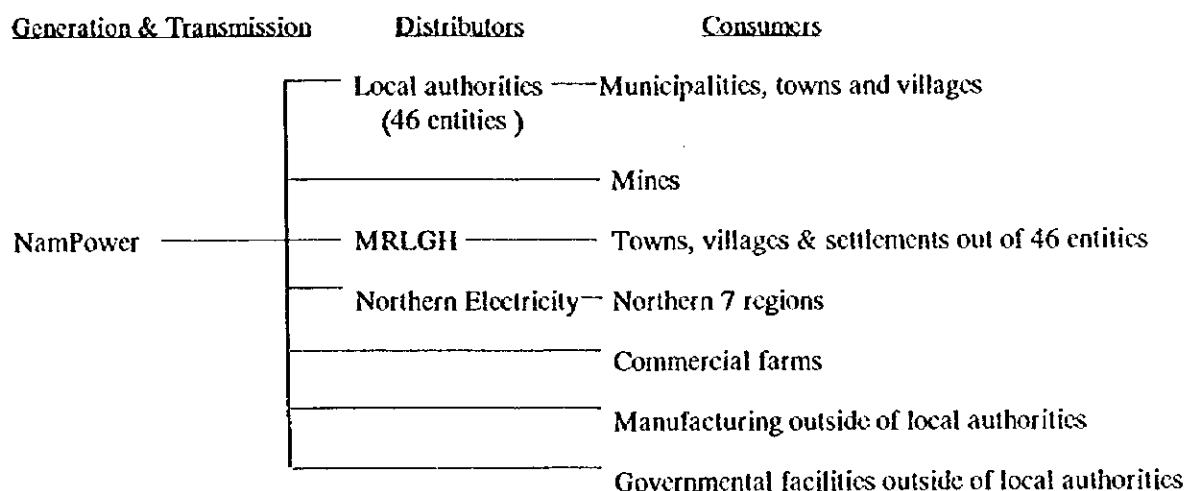 Generation & Transmission Distributors Consumers
Local authorities Municipalities, towns and villages
(46 entities )
Mines
NamPower MRLGH Towns, villages & settlements out of 46 entities
Northern Electricity Northern 7 regions
Commercial farms
Manufacturing outside of local authorities
Governmental facilities outside of local authorities